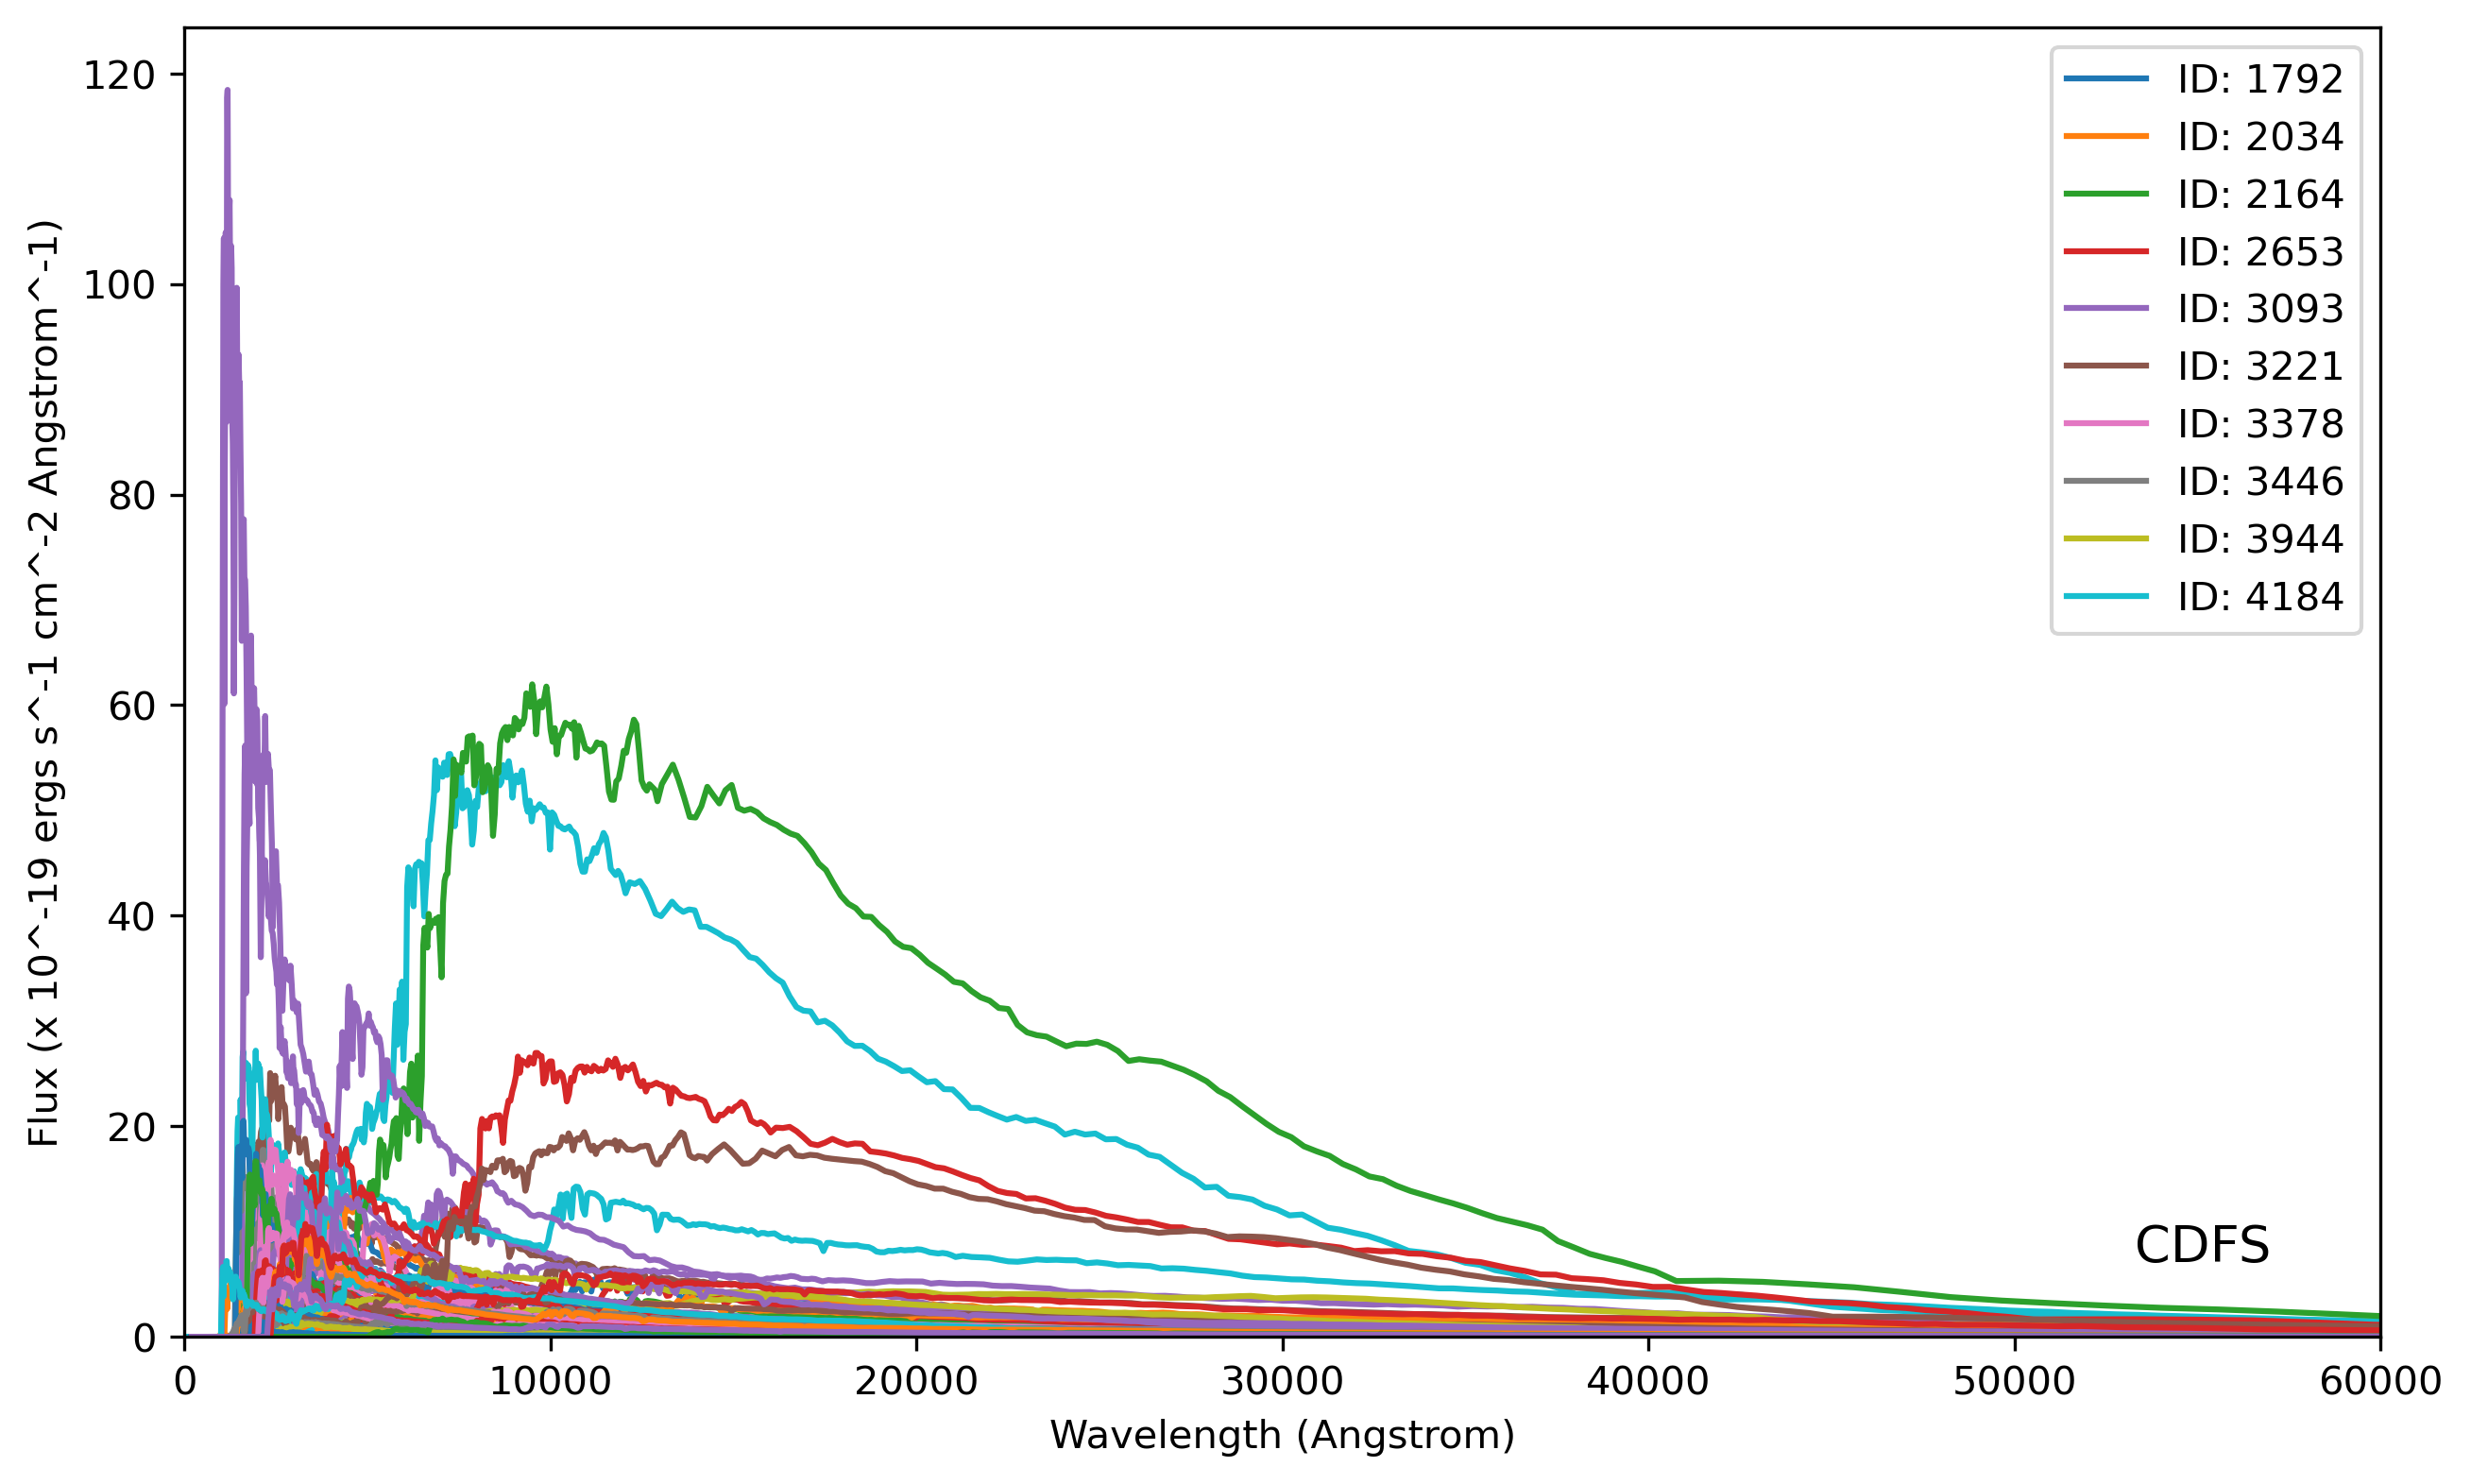 120
100
80
60
40
20
0
Flux (x 10^-19 ergs s^-1 cm^-2 Angstrom^-1)
ID: 1792
ID: 2034
ID: 2164
ID: 2653
ID: 3093
ID: 3221
ID: 3378
ID: 3446
ID: 3944
ID: 4184
CDFS
0 10000 20000 30000 40000 50000 60000
Wavelength (Angstrom)